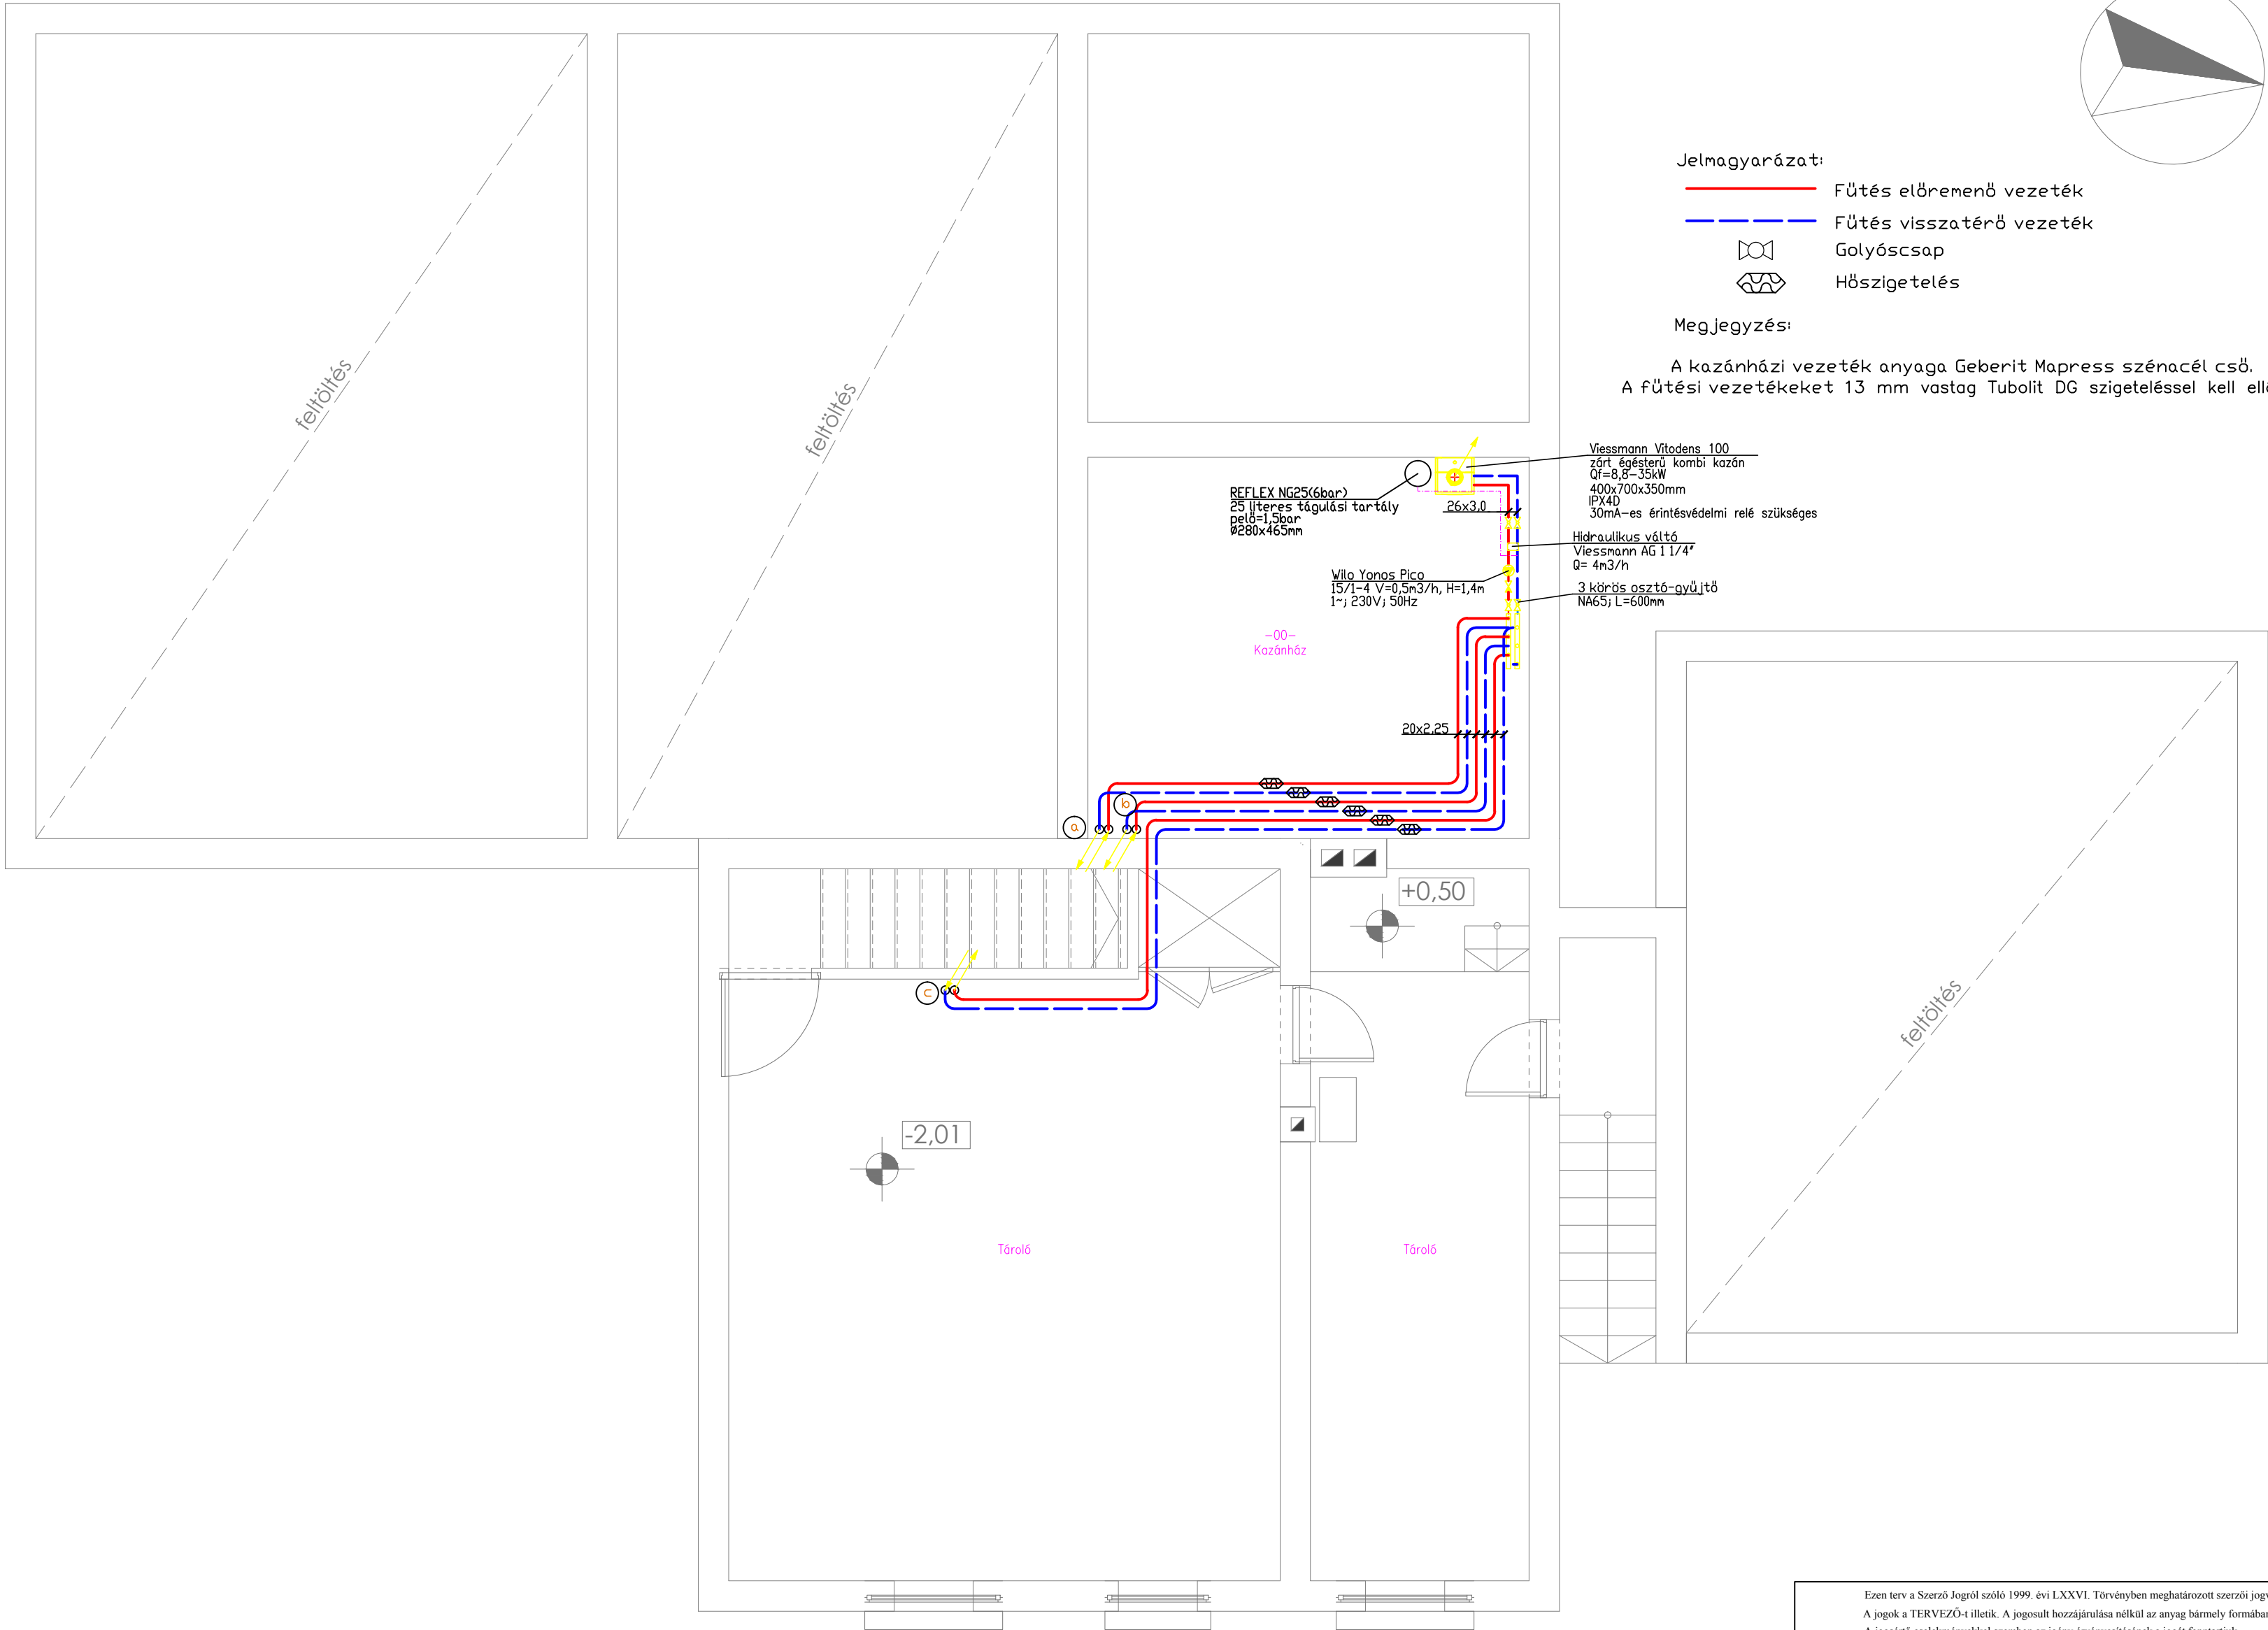 Jelmagyarázat:
Fűtés előremenő vezeték
Fűtés visszatérő vezeték
Golyóscsap
Hőszigetelés
Megjegyzés:
A kazánházi vezeték anyaga Geberit Mapress szénacél cső.
A fűtési vezetékeket 13 mm vastag Tubolit DG szigeteléssel kell
feltöltés
feltöltés
Viessmann Vitodens 100
zárt égésterű kombi kazán
Qf=8,8-35kW
400x700x350mm
IPX4D
30mA-es érintésvédelmi relé szükséges
REFLEX NG25(6bar)
25 literes tágulási tartály
pelő=1,5bar
Ø280x465mm
26x3.0
Hidraulikus váltó
Viessmann AG 1 1/4"
Q= 4m3/h
Wilo Yonos Pico
15/1-4 V=0,5m3/h, H=1,4m
1~; 230V; 50Hz
3 körös osztó-gyűjtő
NA65; L=600mm
-00-
Kazánház
20x2.25
b
a
+0,50
c
feltöltés
-2,01
Tároló
Tároló
Ezen terv a Szerző Jogról szóló 1999. évi LXXVI. Törvényben meghatározott szerzői
A jogok a TERVEZŐ-t illetik. A jogosult hozzájárulása nélkül az anyag bármely